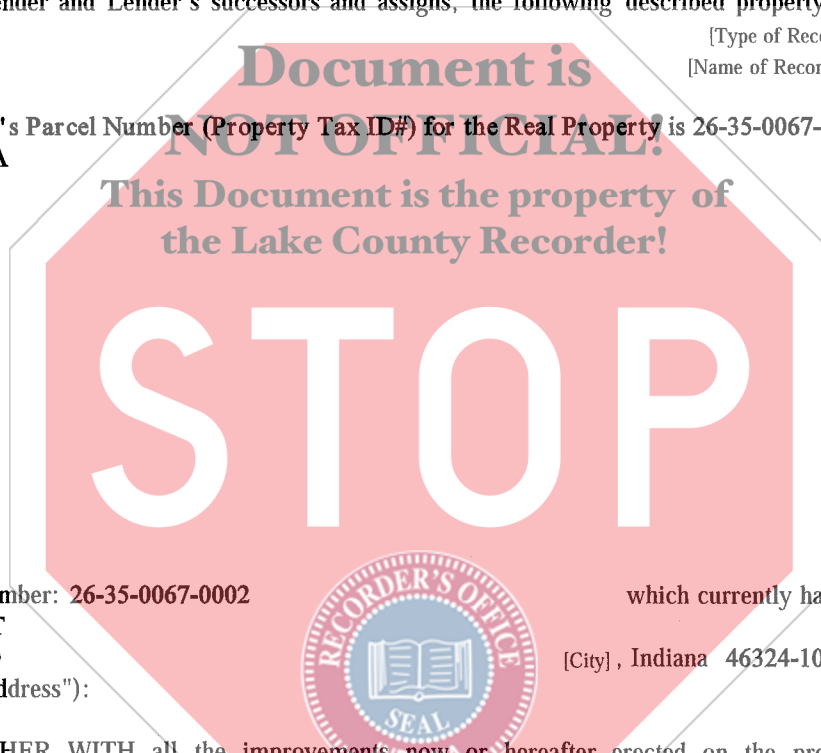 ender and Lender's successors and assigns, the following described property
[Type of Reco
[Name of Recor
Document is
's Parcel Number (Property Tax ID#) for the Real Property is 26-35-0067-
NOT OFFICIAL!
A
This Document is the property of
the Lake County Recorder!
STOP
RECORDER'S OFFICE
mber: 26-35-0067-0002 which currently ha
[City], Indiana 46324-10
ddress"):
SEAL
HER WITH all the improvements now or hereafter erected on the pro